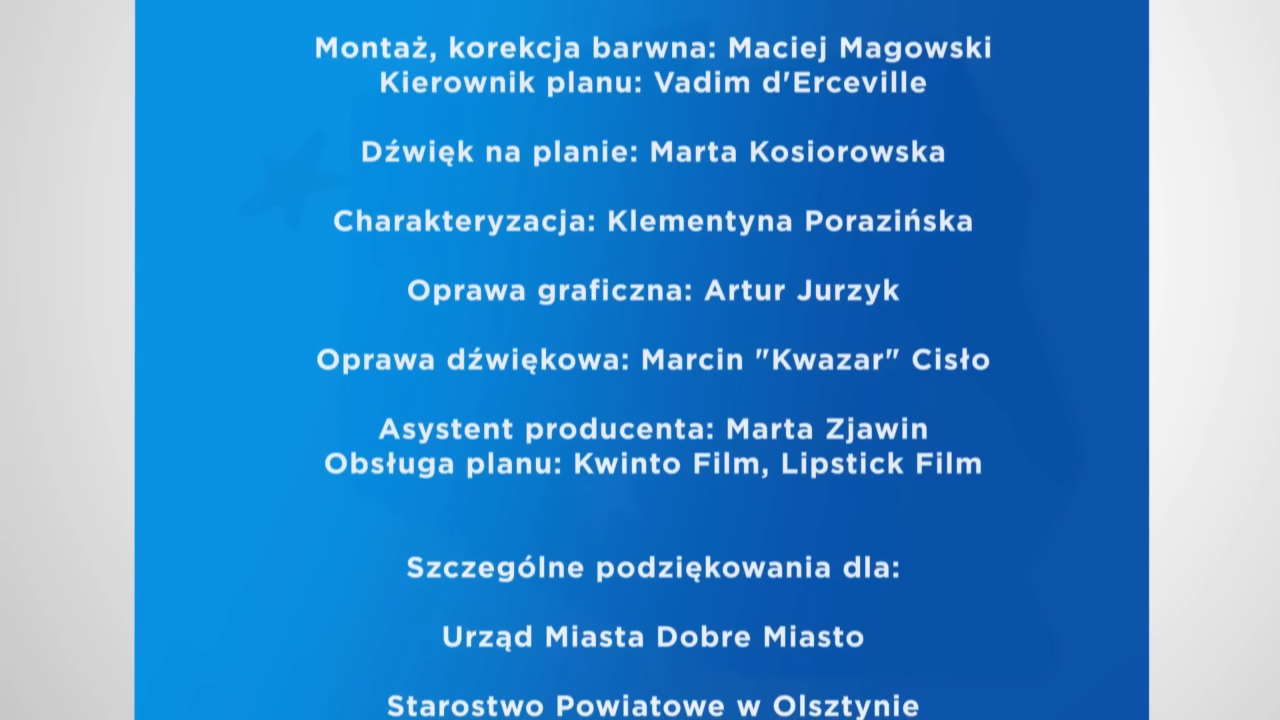 Montaż, korekcja barwna: Maciej Magowski
Kierownik planu: Vadim d'Erceville
Dźwięk na planie: Marta Kosiorowska
Charakteryzacja: Klementyna Porazińska
Oprawa graficzna: Artur Jurzyk
Oprawa dźwiękowa: Marcin "Kwazar" Cisło
Asystent producenta: Marta Zjawin
Obsługa planu: Kwinto Film, Lipstick Film
Szczególne podziękowania dla:
Urząd Miasta Dobre Miasto
Starostwo Powiatowe w Olsztynie